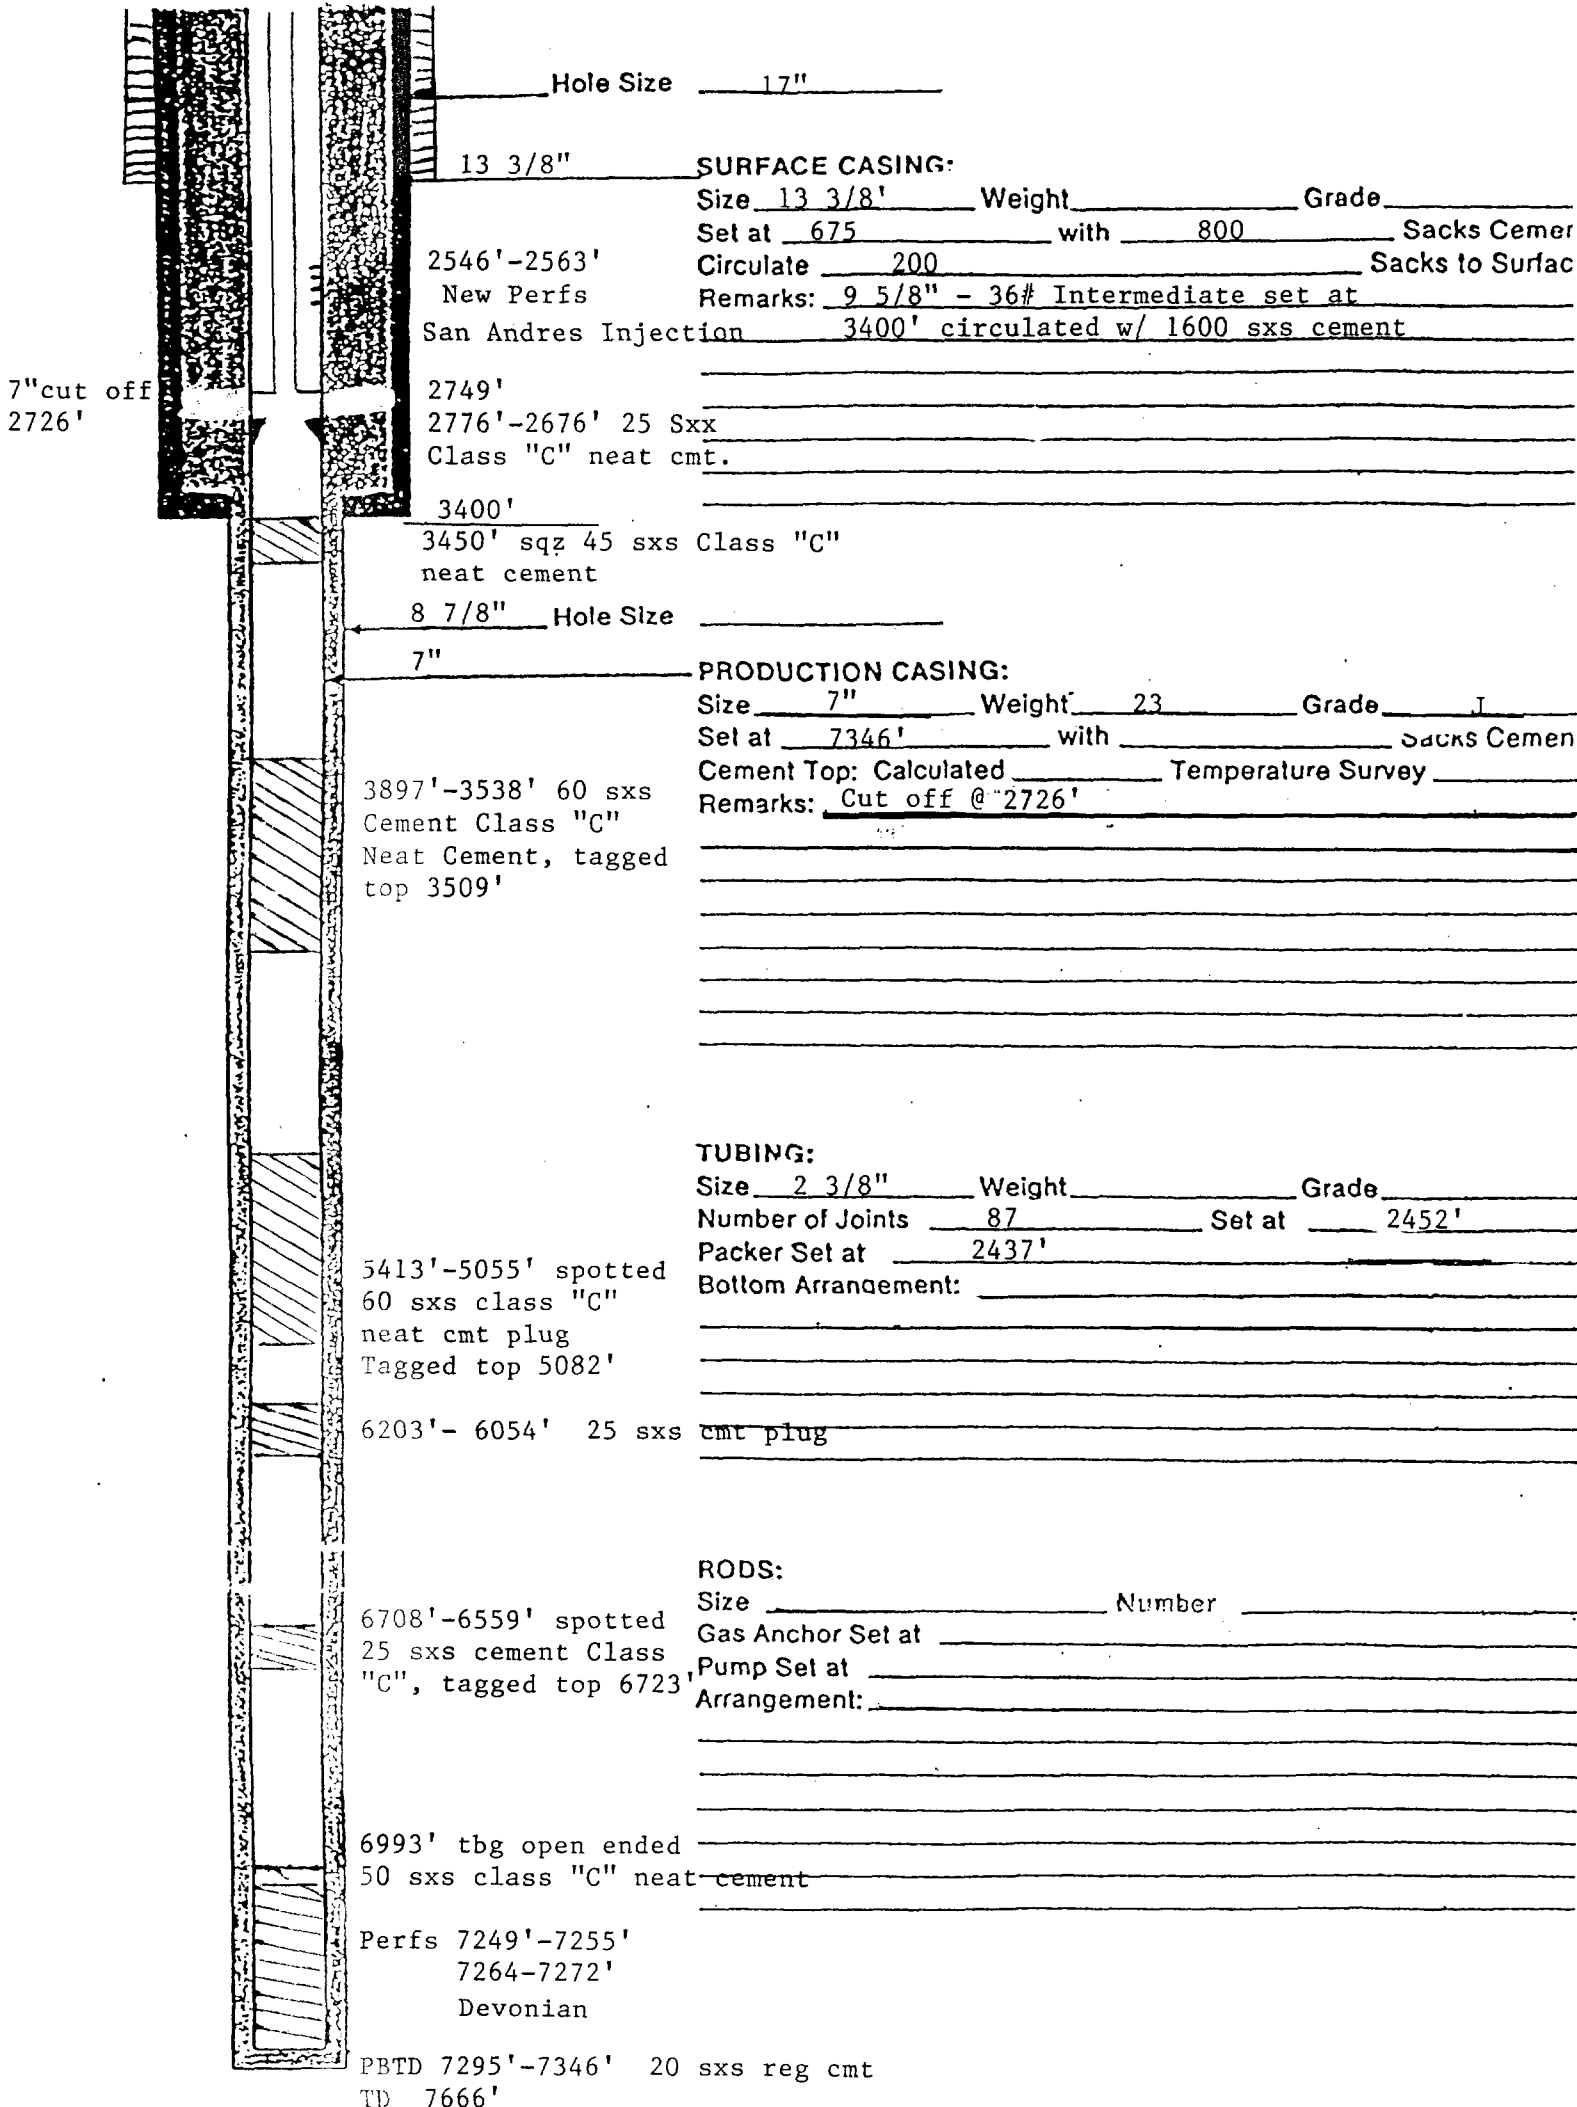 Hole Size 17"
13 3/8"
SURFACE CASING:
Size 13 3/8' Weight Grade
Set at 675 with 800 Sacks Cemen
Circulate 200 Sacks to Surfac
Remarks: 9 5/8" - 36# Intermediate set at
3400' circulated w/ 1600 sxs cement
2546'-2563'
New Perfs
San Andres Injection
7"cut off
2726'
2749'
2776'-2676' 25 Sxx
Class "C" neat cmt.
3400'
3450' sqz 45 sxs Class "C"
neat cement
8 7/8" Hole Size
7"
PRODUCTION CASING:
Size 7" Weight 23 Grade J
Set at 7346' with Sacks Cemen
Cement Top: Calculated Temperature Survey
Remarks: Cut off @ 2726'
3897'-3538' 60 sxs
Cement Class "C"
Neat Cement, tagged
top 3509'
TUBING:
Size 2 3/8" Weight Grade
Number of Joints 87 Set at 2452'
Packer Set at 2437'
Bottom Arrangement:
5413'-5055' spotted
60 sxs class "C"
neat cmt plug
Tagged top 5082'
6203'- 6054' 25 sxs cmt plug
RODS:
Size Number
Gas Anchor Set at
Pump Set at
Arrangement:
6708'-6559' spotted
25 sxs cement Class
"C", tagged top 6723'
6993' tbg open ended
50 sxs class "C" neat cement
Perfs 7249'-7255'
7264-7272'
Devonian
PBTD 7295'-7346' 20 sxs reg cmt
TD 7666'